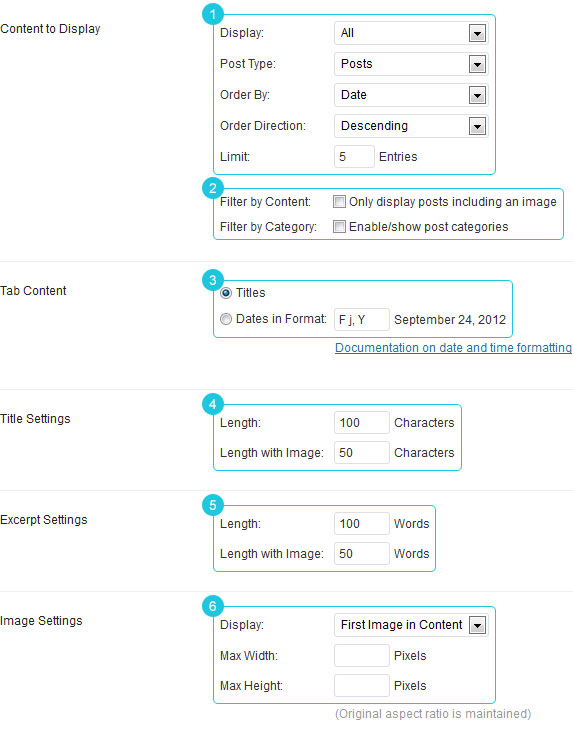 1
Content to Display
Display: All
Post Type: Posts
Order By: Date
Order Direction: Descending
Limit: 5 Entries
2
Filter by Content: Only display posts including an image
Filter by Category: Enable/show post categories
3
Tab Content
Titles
Dates in Format: F j, Y September 24, 2012
Documentation on date and time formatting
4
Title Settings
Length: 100 Characters
Length with Image: 50 Characters
5
Excerpt Settings
Length: 100 Words
Length with Image: 50 Words
6
Image Settings
Display: First Image in Content
Max Width: Pixels
Max Height: Pixels
(Original aspect ratio is maintained)